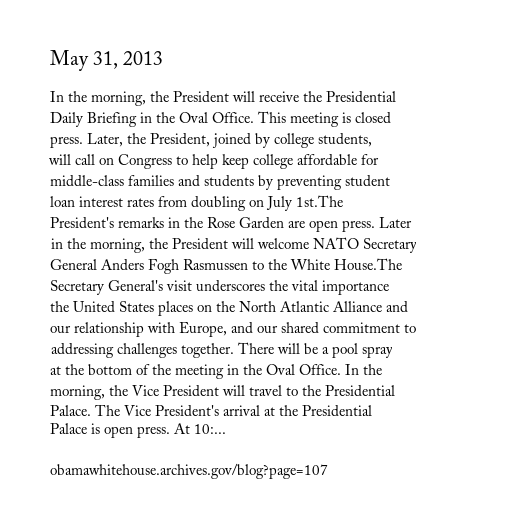 May 31, 2013
In the morning, the President will receive the Presidential
Daily Briefing in the Oval Office. This meeting is closed
press. Later, the President, joined by college students,
will call on Congress to help keep college affordable for
middle-class families and students by preventing student
loan interest rates from doubling on July 1st.The
President's remarks in the Rose Garden are open press. Later
in the morning, the President will welcome NATO Secretary
General Anders Fogh Rasmussen to the White House.The
Secretary General's visit underscores the vital importance
the United States places on the North Atlantic Alliance and
our relationship with Europe, and our shared commitment to
addressing challenges together. There will be a pool spray
at the bottom of the meeting in the Oval Office. In the
morning, the Vice President will travel to the Presidential
Palace. The Vice President's arrival at the Presidential
Palace is open press. At 10:...
obamawhitehouse.archives.gov/blog?page=107